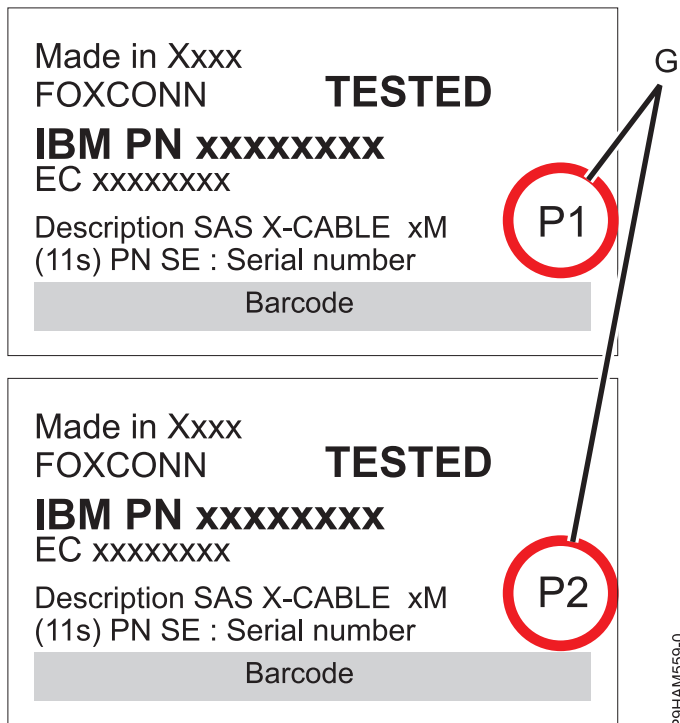 Made in Xxxx
FOXCONN TESTED
IBM PN xxxxxxxx
EC xxxxxxxx
Description SAS X-CABLE xM
(11s) PN SE : Serial number
P1
Barcode
G
Made in Xxxx
FOXCONN TESTED
IBM PN xxxxxxxx
EC xxxxxxxx
Description SAS X-CABLE xM
(11s) PN SE : Serial number
P2
Barcode